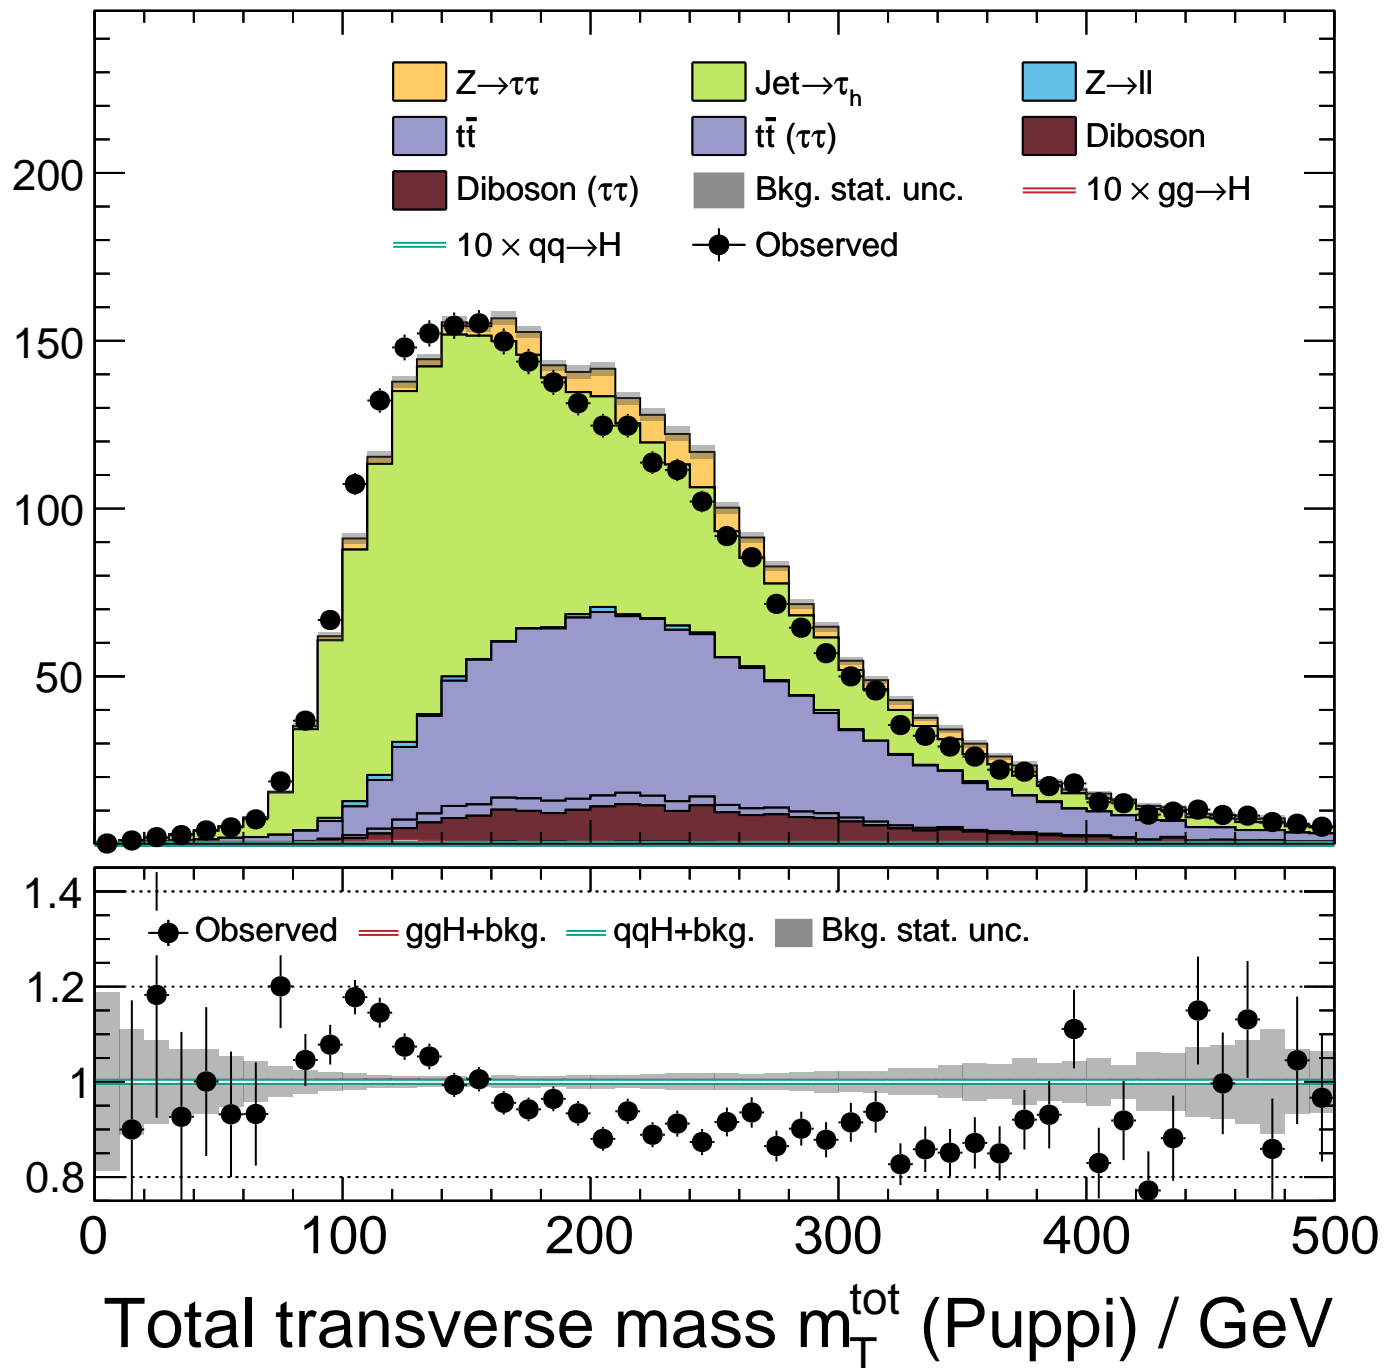 Z→ττ Jet→τh Z→ll
tt̄ tt̄ (ττ) Diboson
Diboson (ττ) Bkg. stat. unc. 10 × gg→H
10 × qq→H Observed
200
150
100
50
1.4
Observed ggH+bkg. qqH+bkg. Bkg. stat. unc.
1.2
1
0.8
0 100 200 300 400 500
Total transverse mass m_T^tot (Puppi) / GeV